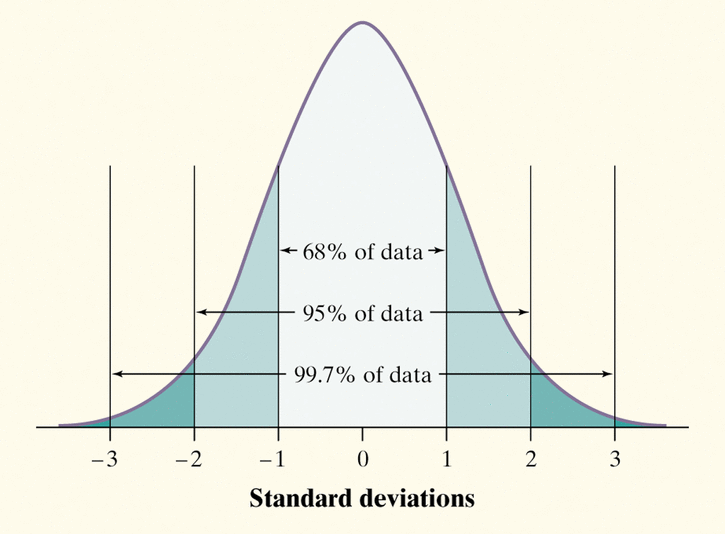 68% of data
95% of data
99.7% of data
−3 −2 −1 0 1 2 3
Standard deviations